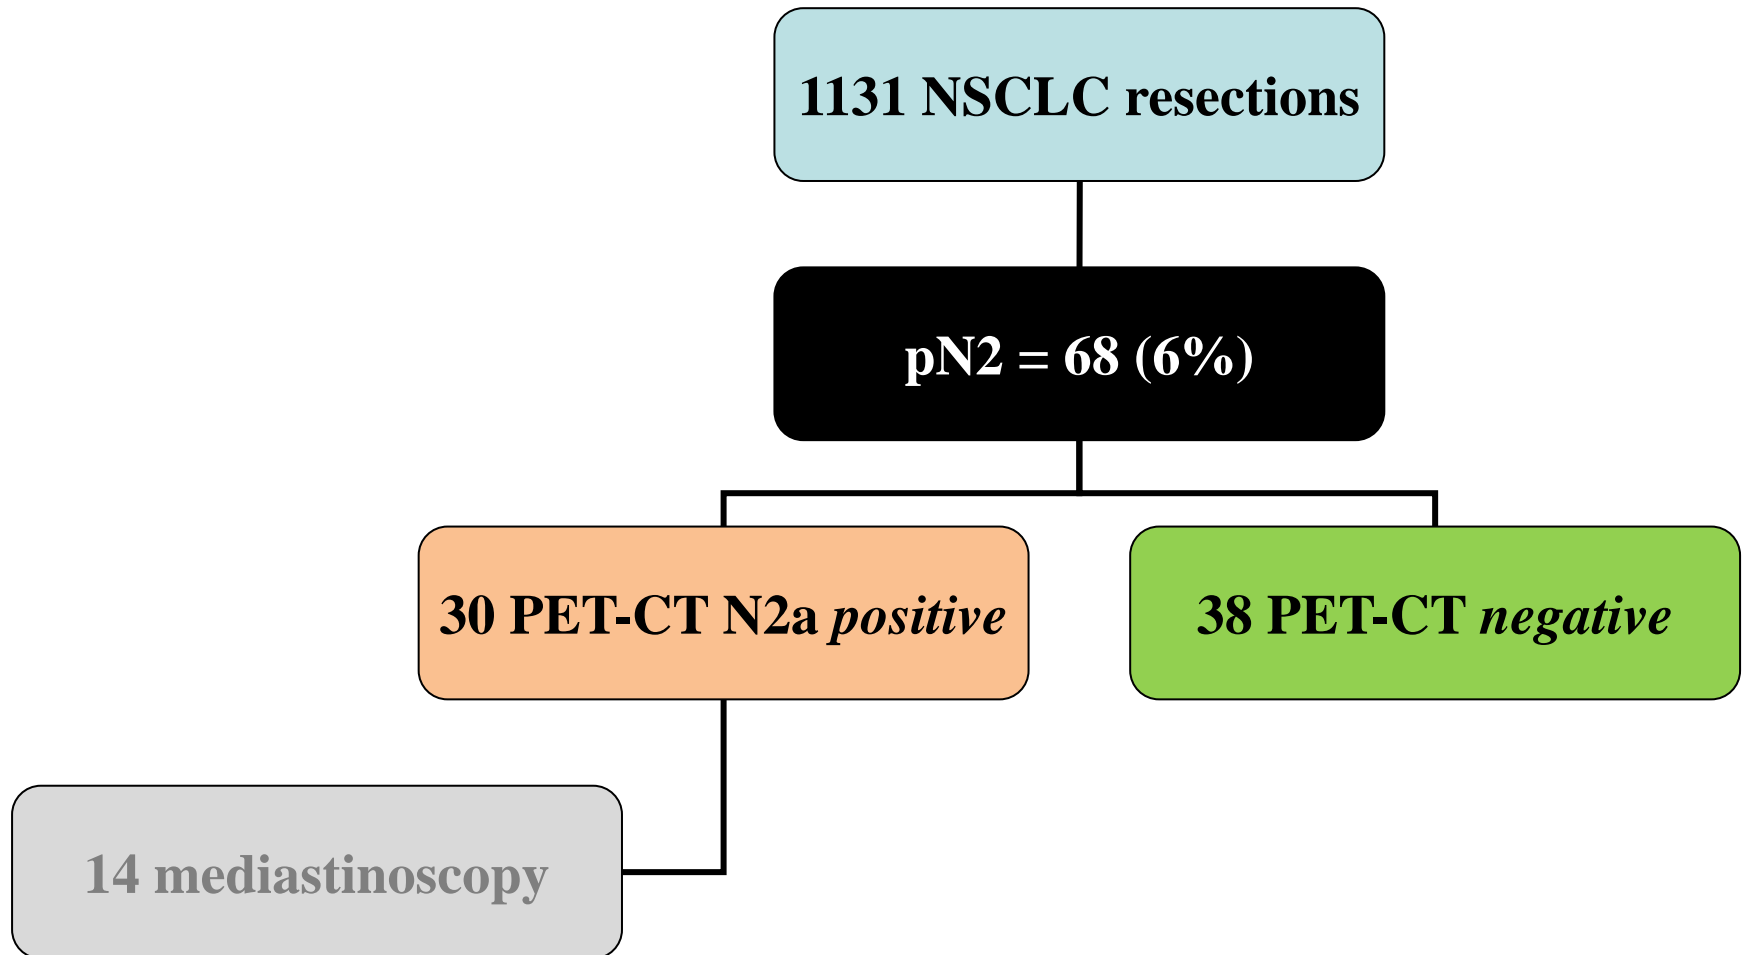 1131 NSCLC resections
pN2 = 68 (6%)
30 PET-CT N2a positive
38 PET-CT negative
14 mediastinoscopy